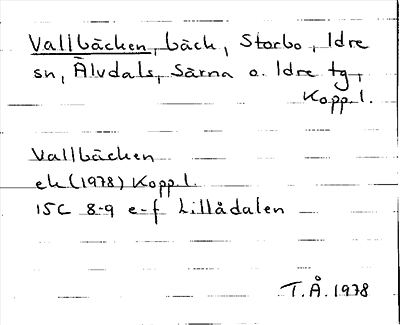 Vallbäcken, bäck, Storbo, Idre
sn, Älvdals, Särna o. Idre tg,
Kopp.l.
Vallbäcken
ek (1978) Kopp.l.
15C 8-9 e-f Lillådalen
T.Å. 1978